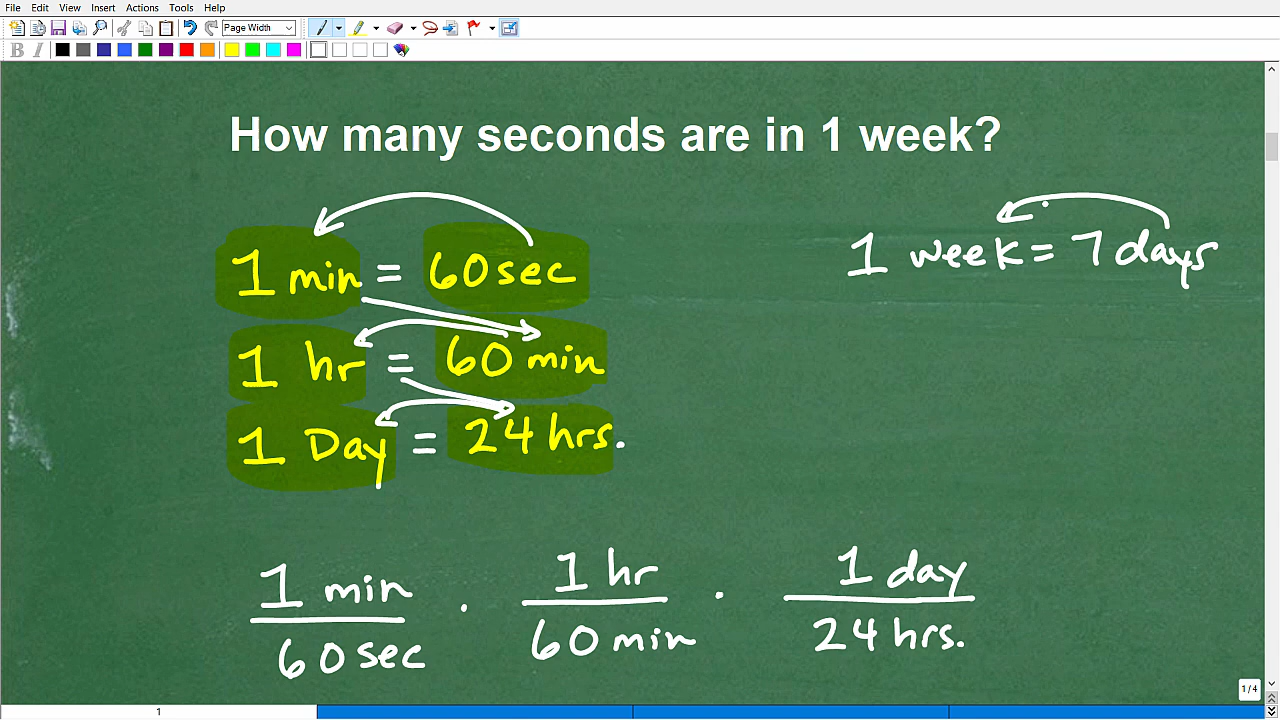 File Edit View Insert Actions Tools Help
Page Width
B I
How many seconds are in 1 week?
1 min = 60 sec
1 week = 7 days
1 hr = 60 min
1 Day = 24 hrs.
1 min · 1 hr · 1 day
60 sec 60 min 24 hrs.
1/4
1